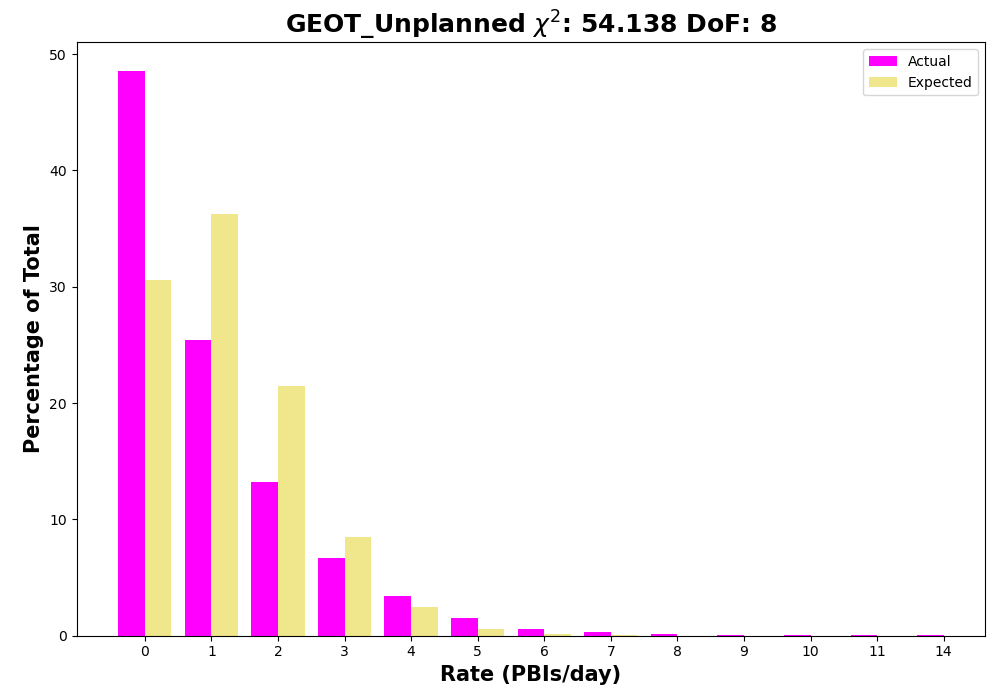 GEOT_Unplanned χ²: 54.138 DoF: 8
Actual
Expected
Percentage of Total
50
40
30
20
10
0
0 1 2 3 4 5 6 7 8 9 10 11 14
Rate (PBIs/day)